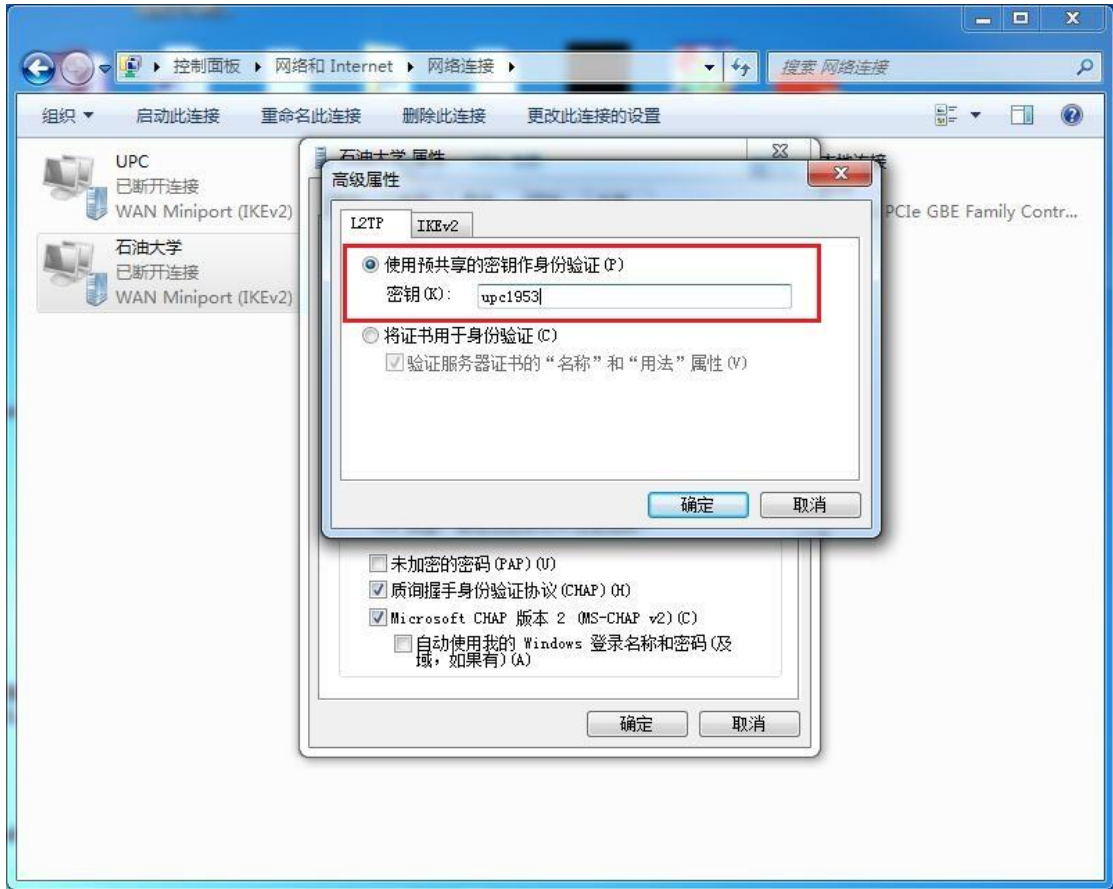 控制面板 ▸ 网络和 Internet ▸ 网络连接 ▸
搜索 网络连接
组织 启动此连接 重命名此连接 删除此连接 更改此连接的设置
UPC
已断开连接
WAN Miniport (IKEv2)
石油大学
已断开连接
WAN Miniport (IKEv2)
石油大学 属性
PCIe GBE Family Contr...
高级属性
L2TP IKEv2
使用预共享的密钥作身份验证(P)
密钥(K): upc1953
将证书用于身份验证(C)
验证服务器证书的“名称”和“用法”属性(V)
确定 取消
未加密的密码(PAP)(U)
质询握手身份验证协议(CHAP)(H)
Microsoft CHAP 版本 2 (MS-CHAP v2)(C)
自动使用我的 Windows 登录名称和密码(及
域，如果有)(A)
确定 取消